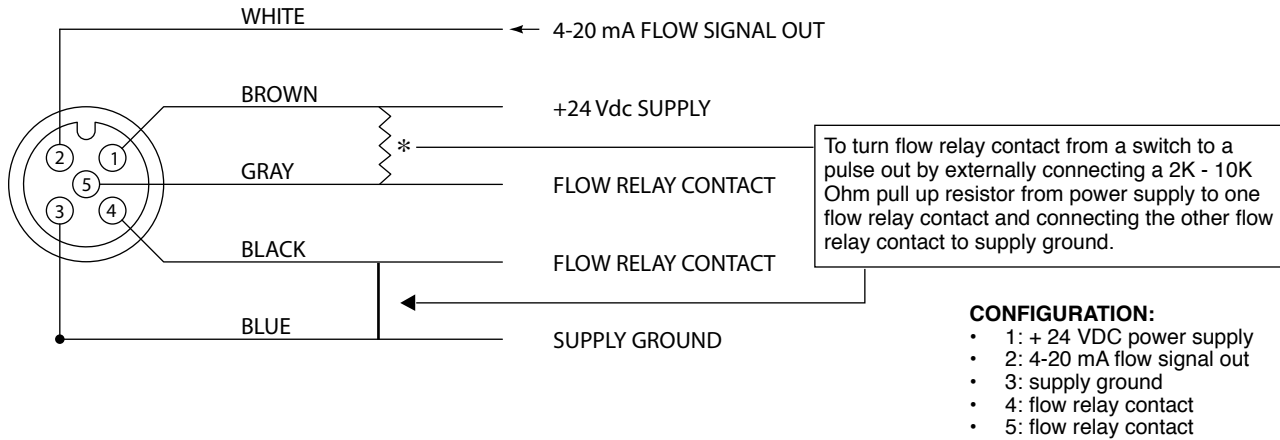 WHITE
4-20 mA FLOW SIGNAL OUT
BROWN
+24 Vdc SUPPLY
*
GRAY
FLOW RELAY CONTACT
2
1
5
3
4
To turn flow relay contact from a switch to a
pulse out by externally connecting a 2K - 10K
Ohm pull up resistor from power supply to one
flow relay contact and connecting the other flow
relay contact to supply ground.
BLACK
FLOW RELAY CONTACT
BLUE
SUPPLY GROUND
CONFIGURATION:
• 1: + 24 VDC power supply
• 2: 4-20 mA flow signal out
• 3: supply ground
• 4: flow relay contact
• 5: flow relay contact